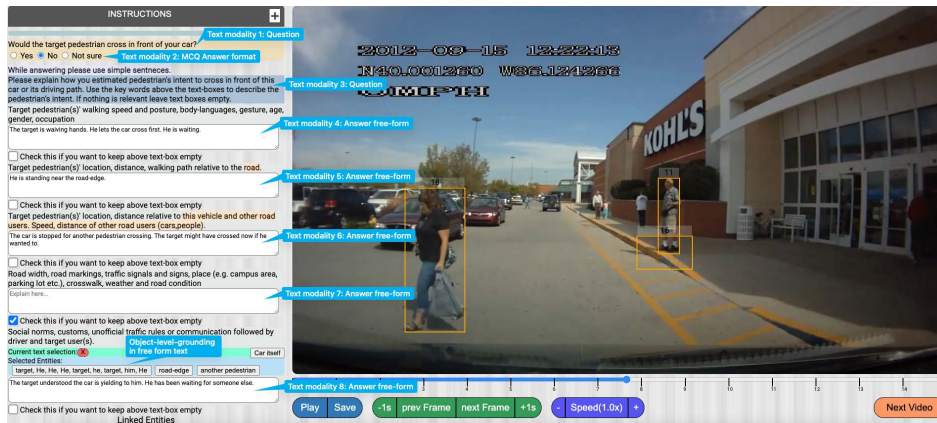 INSTRUCTIONS
+
Would the target pedestrian cross in front of your car?
Text modality 1: Question
Yes No Not sure
Text modality 2: MCQ Answer format
While answering please use simple sentneces.
Please explain how you estimated pedestrian's intent to cross in front of this
car or its driving path. Use the key words above the text-boxes to describe the
pedestrian's intent. If nothing is relevant leave text boxes empty.
Text modality 3: Question
Target pedestrian(s)' walking speed and posture, body-languages, gesture, age,
gender, occupation
Text modality 4: Answer free-form
The target is waiving hands. He lets the car cross first. He is waiting.
Check this if you want to keep above text-box empty
Target pedestrian(s)' location, distance, walking path relative to the road.
Text modality 5: Answer free-form
He is standing near the road-edge.
Check this if you want to keep above text-box empty
Target pedestrian(s)' location, distance relative to this vehicle and other road
users. Speed, distance of other road users (cars,people).
Text modality 6: Answer free-form
The car is stopped for another pedestrian crossing. The target might have crossed now if he
wanted to.
Check this if you want to keep above text-box empty
Road width, road markings, traffic signals and signs, place (e.g. campus area,
parking lot etc.), crosswalk, weather and road condition
Text modality 7: Answer free-form
Explain here...
Check this if you want to keep above text-box empty
Social norms, customs, unofficial traffic rules or communication followed by
driver and target user(s).
Object-level-grounding
in free form text
Current text selection: X
Car itself
Selected Entities:
target, He, He, He, target, he, target, him, He
road-edge
another pedestrian
The target understood the car is yielding to him. He has been waiting for someone else.
Text modality 8: Answer free-form
Check this if you want to keep above text-box empty
Linked Entities
2012-09-15 12:22:13
N40.001260 W86.124266
KOHL'S
11
16
3 4 5 6 7 8 9 10 11 12 13 14
Play Save -1s prev Frame next Frame +1s - Speed(1.0x) + Next Video